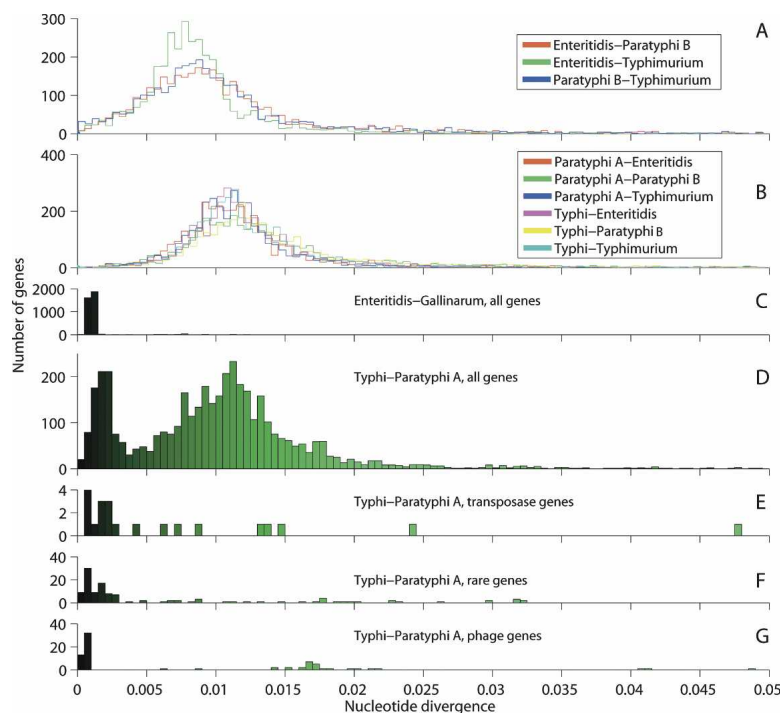 300
200
100
0
A
Enteritidis–Paratyphi B
Enteritidis–Typhimurium
Paratyphi B–Typhimurium
400
200
0
B
Paratyphi A–Enteritidis
Paratyphi A–Paratyphi B
Paratyphi A–Typhimurium
Typhi–Enteritidis
Typhi–Paratyphi B
Typhi–Typhimurium
Number of genes
2000
1000
0
Enteritidis–Gallinarum, all genes
C
200
100
0
Typhi–Paratyphi A, all genes
D
4
2
0
Typhi–Paratyphi A, transposase genes
E
40
20
0
Typhi–Paratyphi A, rare genes
F
40
20
0
Typhi–Paratyphi A, phage genes
G
0 0.005 0.01 0.015 0.02 0.025 0.03 0.035 0.04 0.045 0.05
Nucleotide divergence